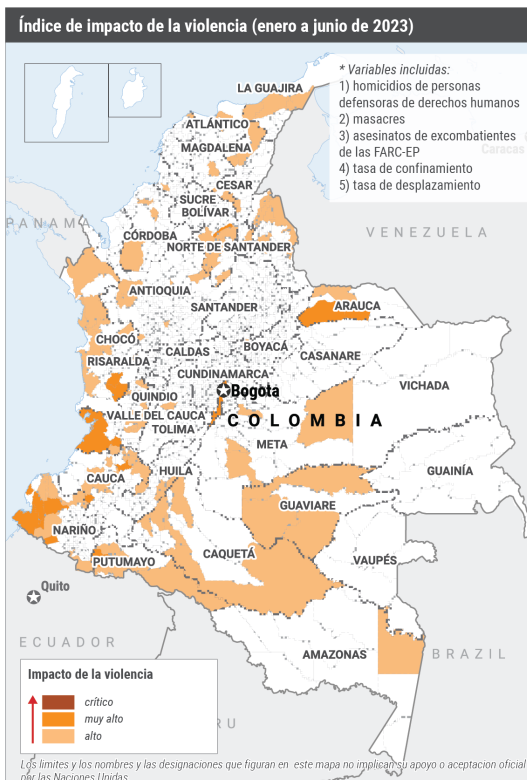 Índice de impacto de la violencia (enero a junio de 2023)
* Variables incluidas:
1) homicidios de personas
defensoras de derechos humanos
2) masacres
3) asesinatos de excombatientes
de las FARC-EP
4) tasa de confinamiento
5) tasa de desplazamiento
Caracas
LA GUAJIRA
ATLÁNTICO
MAGDALENA
CESAR
SUCRE
BOLÍVAR
PANAMA
VENEZUELA
CÓRDOBA
NORTE DE SANTANDER
ANTIOQUIA
SANTANDER
ARAUCA
CHOCÓ
RISARALDA
CALDAS
BOYACÁ
CASANARE
CUNDINAMARCA
VICHADA
QUINDIO
Bogota
VALLE DEL CAUCA
COLOMBIA
TOLIMA
META
CAUCA
HUILA
GUAINÍA
GUAVIARE
NARIÑO
CAQUETÁ
VAUPÉS
PUTUMAYO
Quito
ECUADOR
AMAZONAS
BRAZIL
Impacto de la violencia
crítico
muy alto
alto
RU
Los limites y los nombres y las designaciones que figuran en este mapa no implican su apoyo o aceptation oficial
por las Naciones Unidas